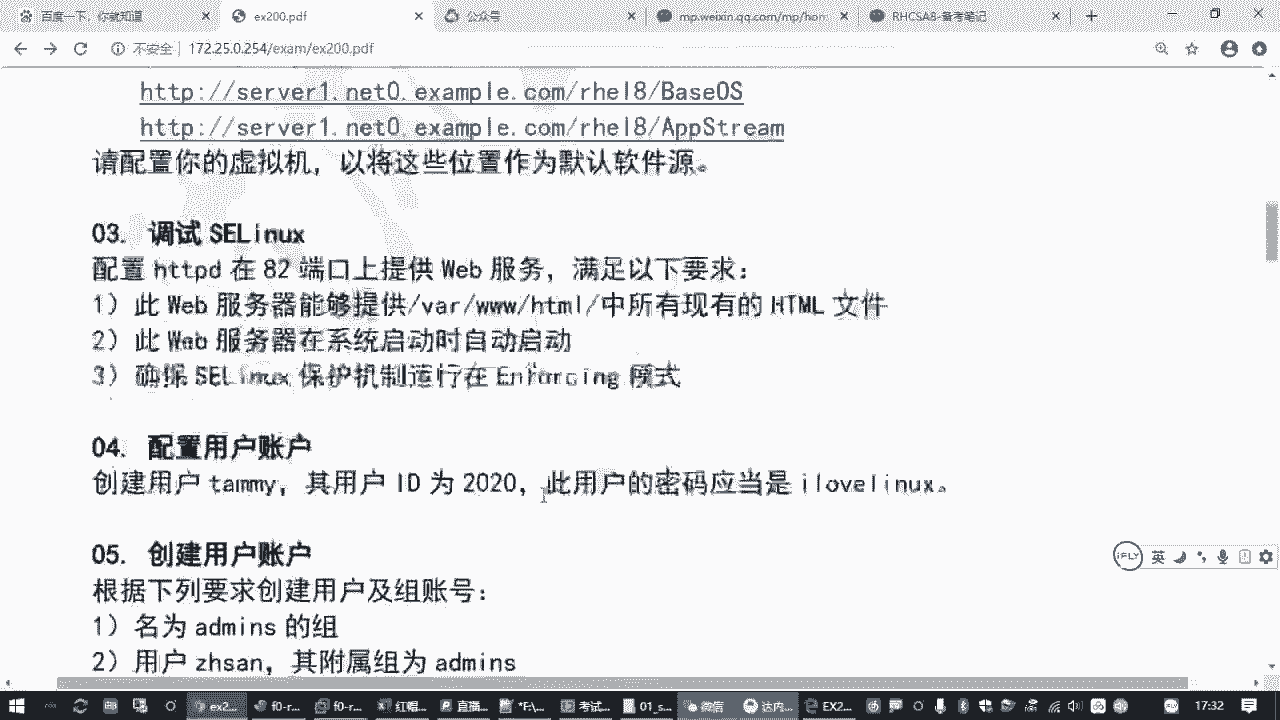 百度一下，你就知道
ex200.pdf
公众号
mp.weixin.qq.com/mp/hom
RHCSA8-备考笔记
不安全 | 172.25.0.254/exam/ex200.pdf
http://server1.net0.example.com/rhel8/BaseOS
http://server1.net0.example.com/rhel8/AppStream
请配置你的虚拟机，以将这些位置作为默认软件源。
03. 调试 SELinux
配置 httpd 在 82 端口上提供 Web 服务，满足以下要求：
1）此 Web 服务器能够提供/var/www/html/中所有现有的 HTML 文件
2）此 Web 服务器在系统启动时自动启动
3）确保 SELinux 保护机制运行在 Enforcing 模式
04. 配置用户账户
创建用户 tammy，其用户 ID 为 2020，此用户的密码应当是 ilovelinux。
05. 创建用户账户
根据下列要求创建用户及组账号：
1）名为 admins 的组
2）用户 zhsan，其附属组为 admins
iFLY 英
ex2... f0-r... f0-r... 红帽... 直播... *F:\... 考试... 01_s... 微信 达内... EX2... 17:32